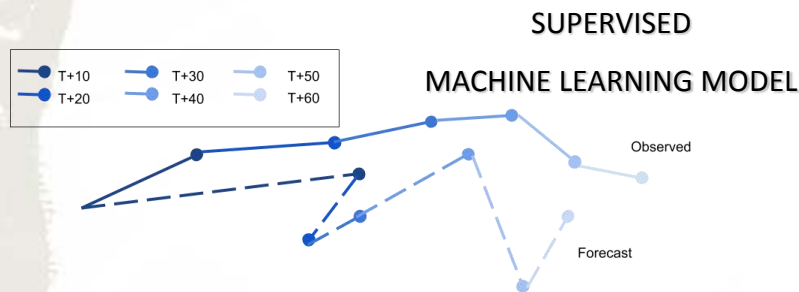 SUPERVISED
MACHINE LEARNING MODEL
T+10 T+30 T+50
T+20 T+40 T+60
Observed
Forecast